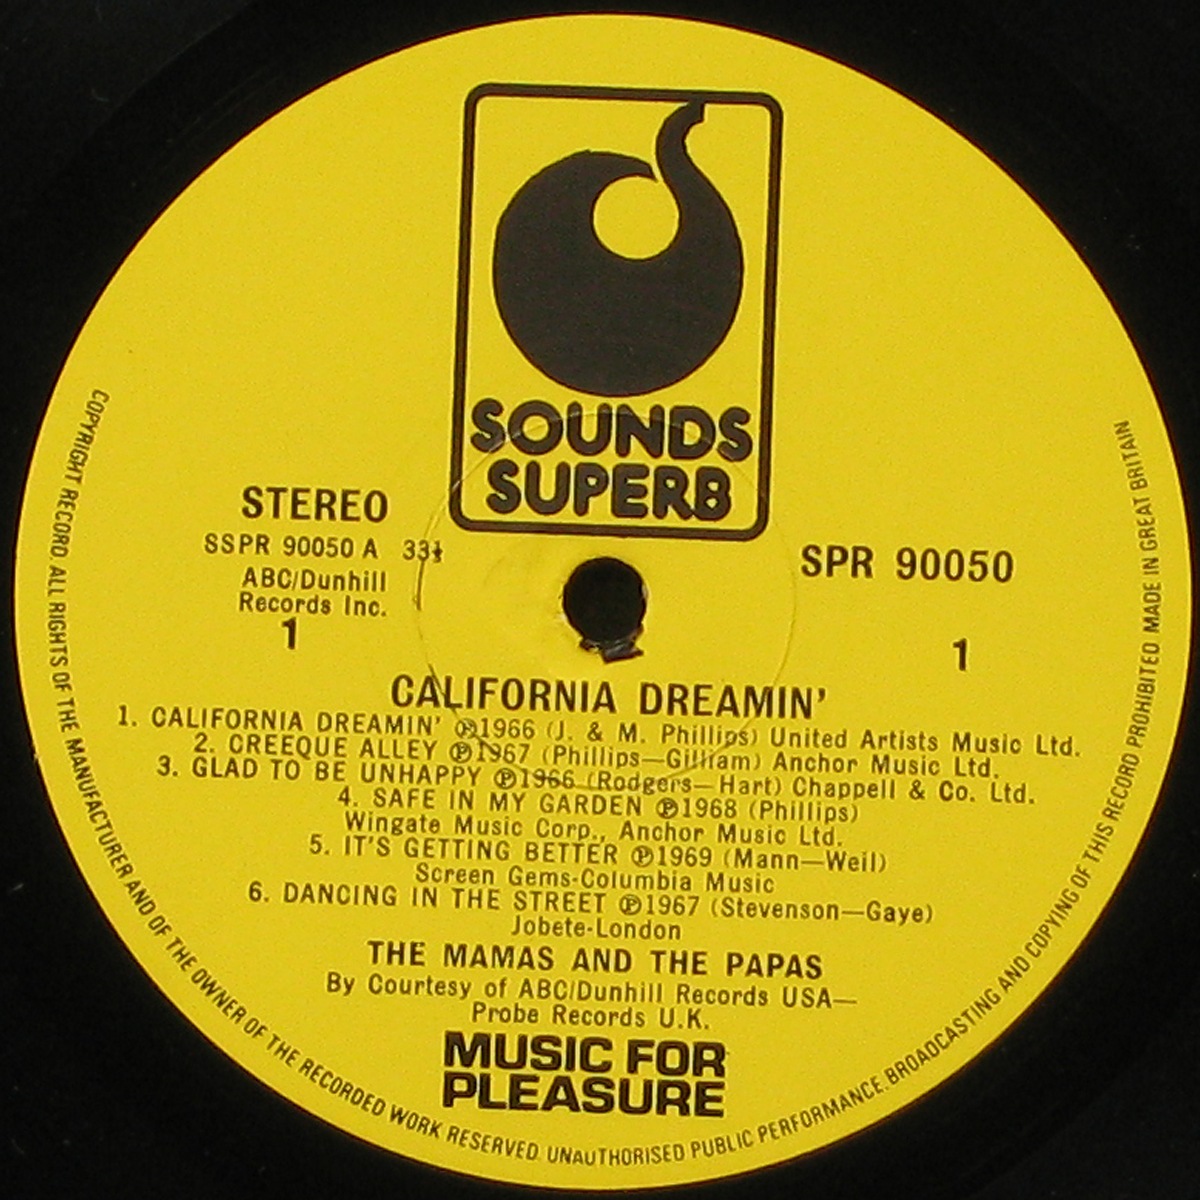 SOUNDS
SUPERB
STEREO
SSPR 90050 A 33⅓
ABC/Dunhill
Records Inc.
1
SPR 90050
1
CALIFORNIA DREAMIN'
1. CALIFORNIA DREAMIN' ℗1966 (J. & M. Phillips) United Artists Music Ltd.
2. CREEQUE ALLEY ℗1967 (Phillips—Gilliam) Anchor Music Ltd.
3. GLAD TO BE UNHAPPY ℗1966 (Rodgers—Hart) Chappell & Co. Ltd.
4. SAFE IN MY GARDEN ℗1968 (Phillips)
Wingate Music Corp., Anchor Music Ltd.
5. IT'S GETTING BETTER ℗1969 (Mann—Weil)
Screen Gems-Columbia Music
6. DANCING IN THE STREET ℗1967 (Stevenson—Gaye)
Jobete-London
THE MAMAS AND THE PAPAS
By Courtesy of ABC/Dunhill Records USA—
Probe Records U.K.
MUSIC FOR
PLEASURE
COPYRIGHT RECORD. ALL RIGHTS OF THE MANUFACTURER AND OF THE OWNER OF THE RECORDED WORK RESERVED. UNAUTHORISED PUBLIC PERFORMANCE. BROADCASTING AND COPYING OF THIS RECORD PROHIBITED MADE IN GREAT BRITAIN